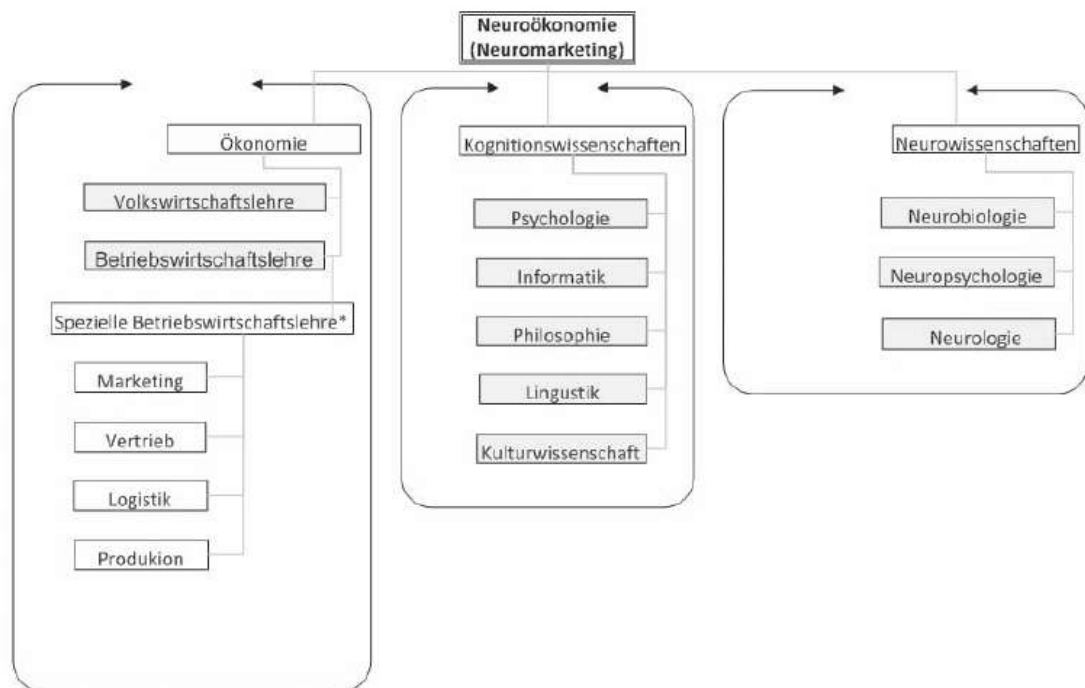 Neuroökonomie
(Neuromarketing)
Ökonomie
Volkswirtschaftslehre
Betriebswirtschaftslehre
Spezielle Betriebswirtschaftslehre*
Marketing
Vertrieb
Logistik
Produkion
Kognitionswissenschaften
Psychologie
Informatik
Philosophie
Lingustik
Kulturwissenschaft
Neurowissenschaften
Neurobiologie
Neuropsychologie
Neurologie